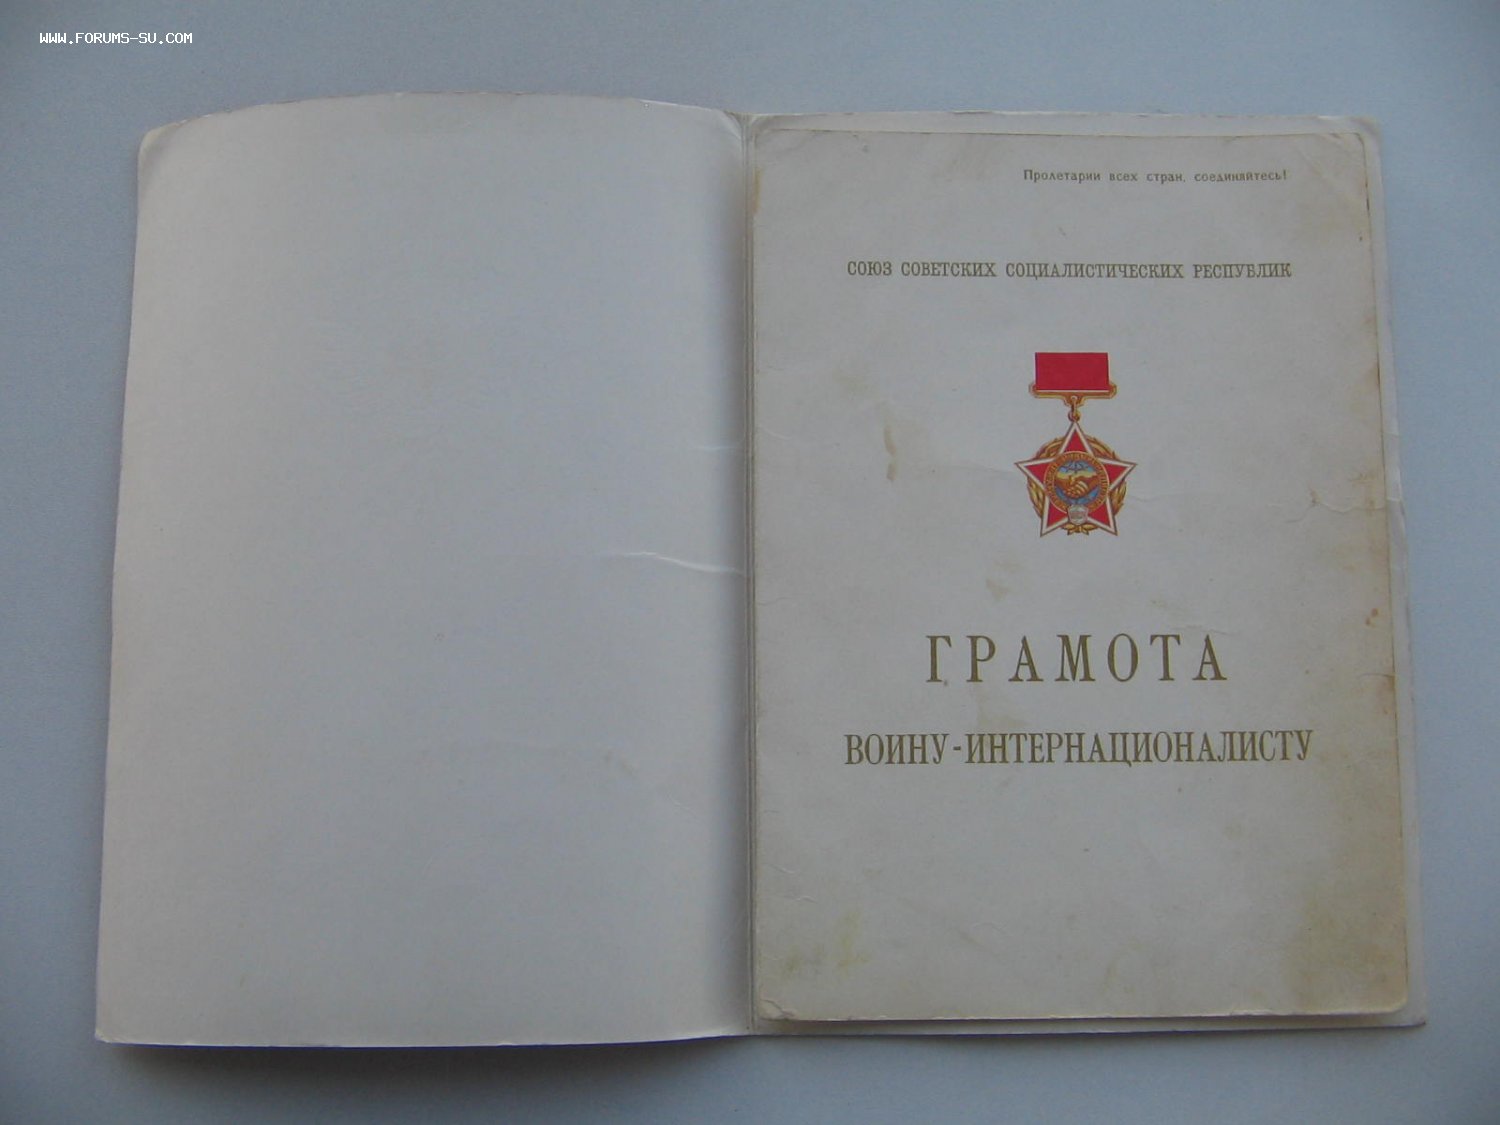 WWW.FORUMS-SU.COM
Пролетарии всех стран, соединяйтесь!
СОЮЗ СОВЕТСКИХ СОЦИАЛИСТИЧЕСКИХ РЕСПУБЛИК
ГРАМОТА
ВОИНУ-ИНТЕРНАЦИОНАЛИСТУ